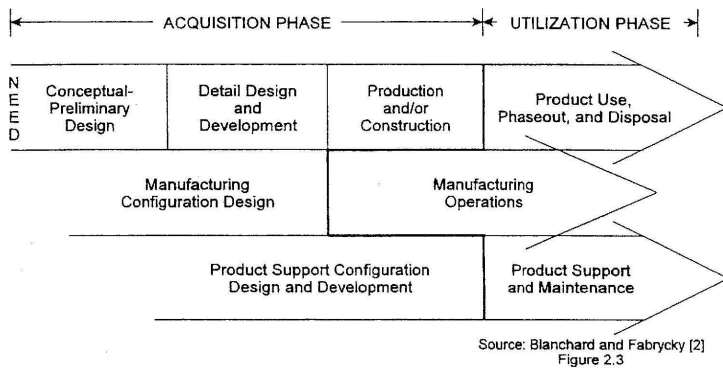 ACQUISITION PHASE
UTILIZATION PHASE
NEED
Conceptual-
Preliminary
Design
Detail Design
and
Development
Production
and/or
Construction
Product Use,
Phaseout, and Disposal
Manufacturing
Configuration Design
Manufacturing
Operations
Product Support Configuration
Design and Development
Product Support
and Maintenance
Source: Blanchard and Fabrycky [2]
Figure 2.3